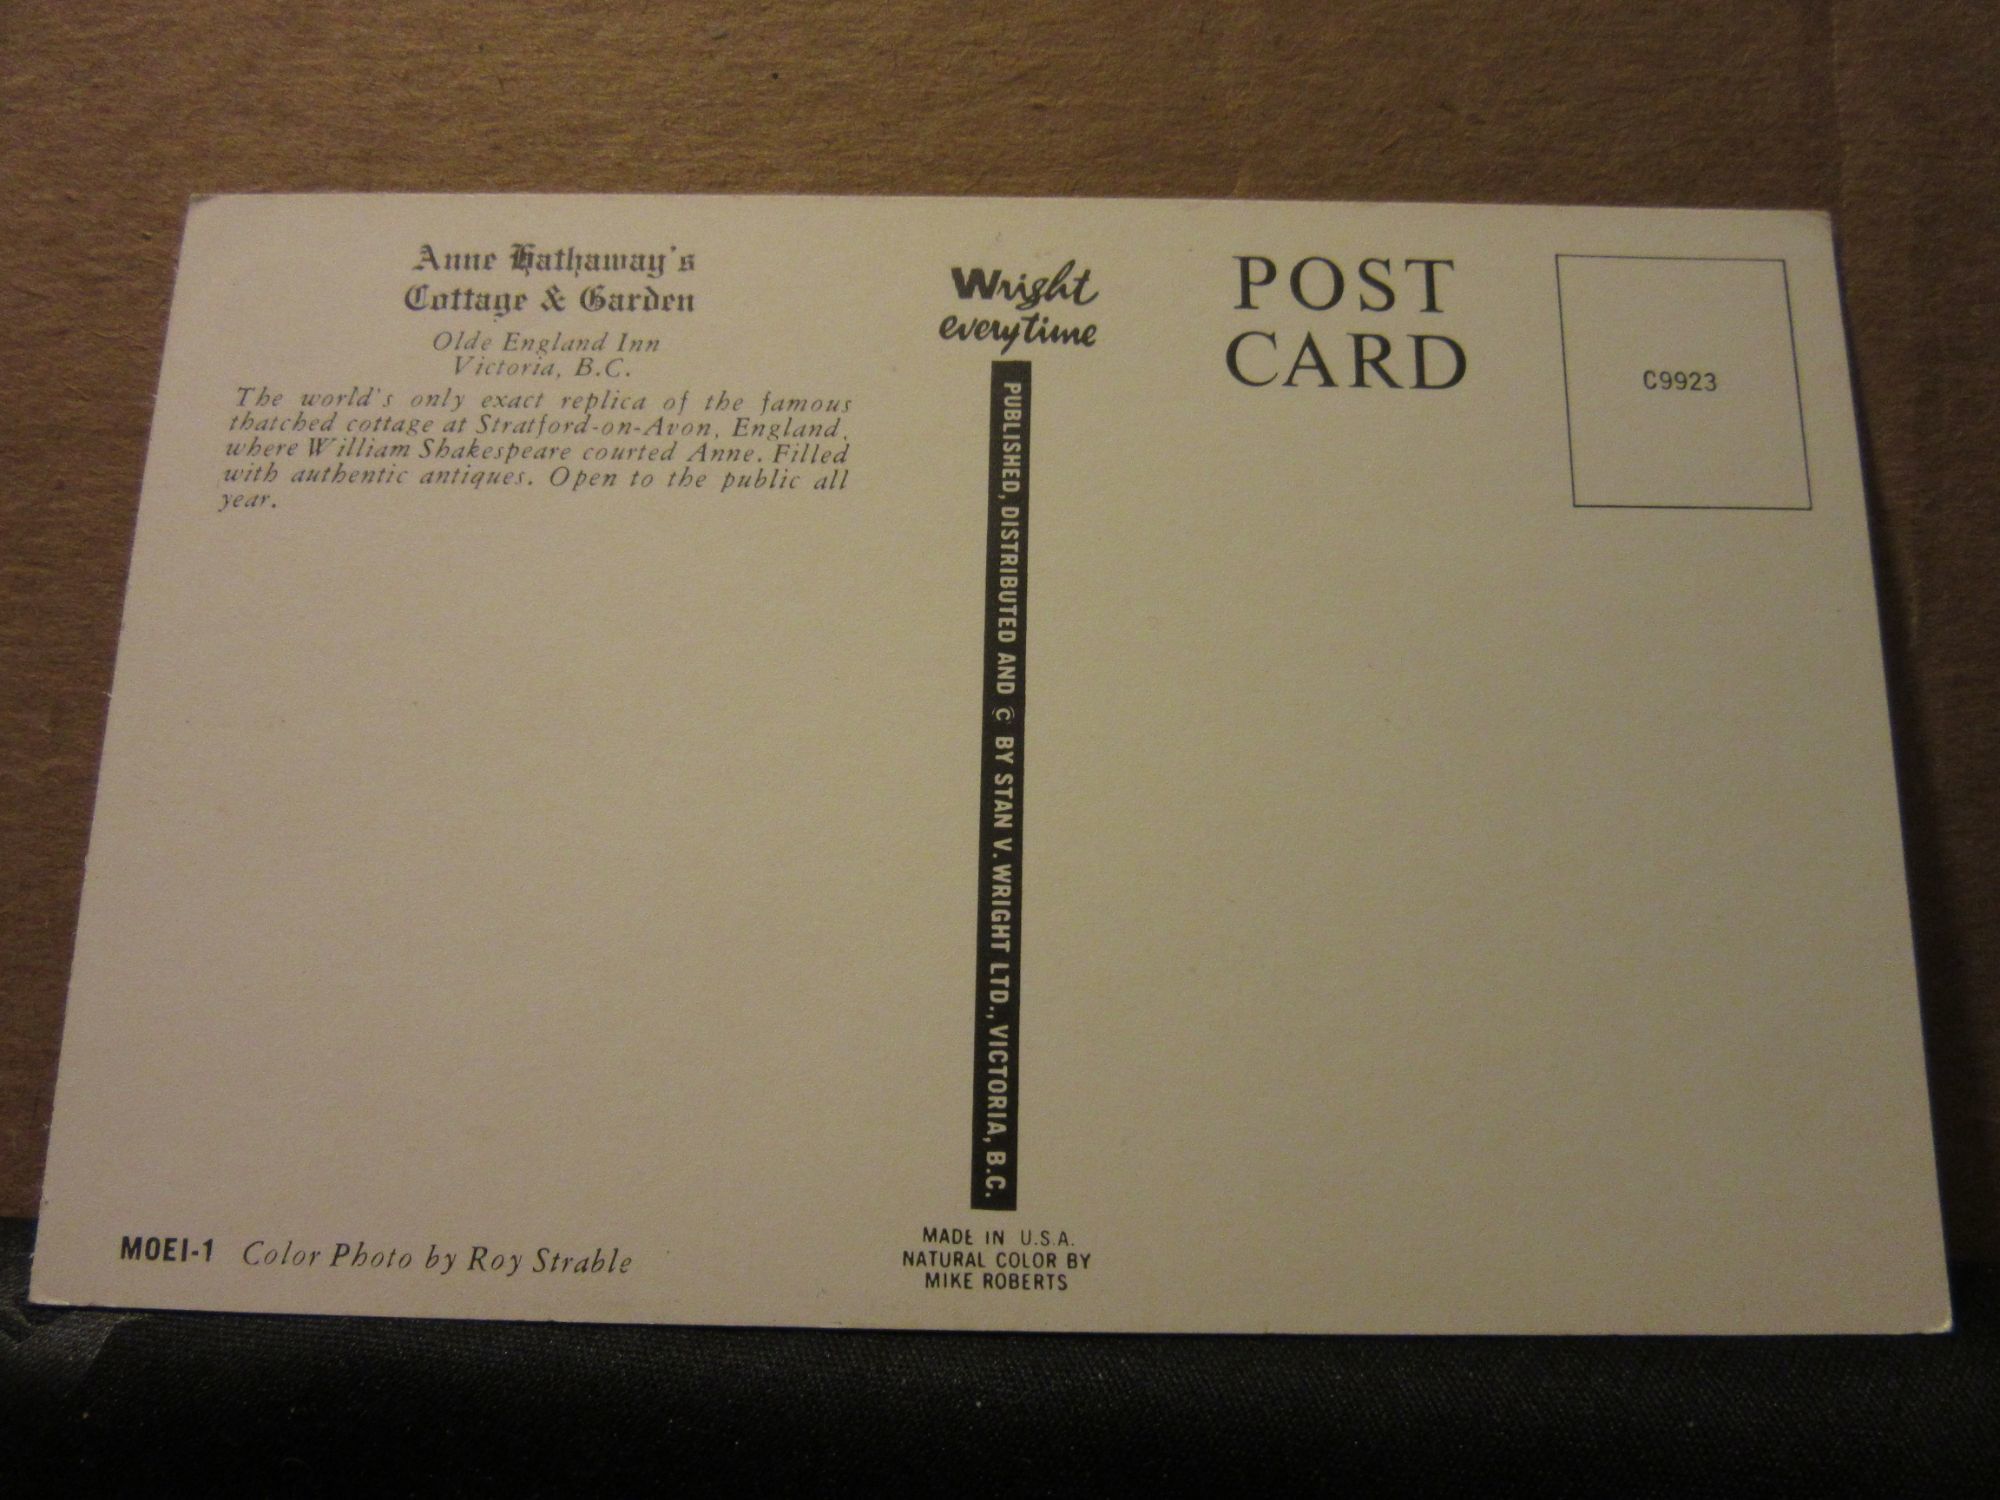 Anne Hathaway's
Cottage & Garden
Olde England Inn
Victoria, B.C.
The world's only exact replica of the famous
thatched cottage at Stratford-on-Avon, England,
where William Shakespeare courted Anne. Filled
with authentic antiques. Open to the public all
year.
MOEI-1 Color Photo by Roy Strable
Wright
everytime
PUBLISHED, DISTRIBUTED AND © BY STAN V. WRIGHT LTD., VICTORIA, B.C.
MADE IN U.S.A.
NATURAL COLOR BY
MIKE ROBERTS
POST
CARD
C9923